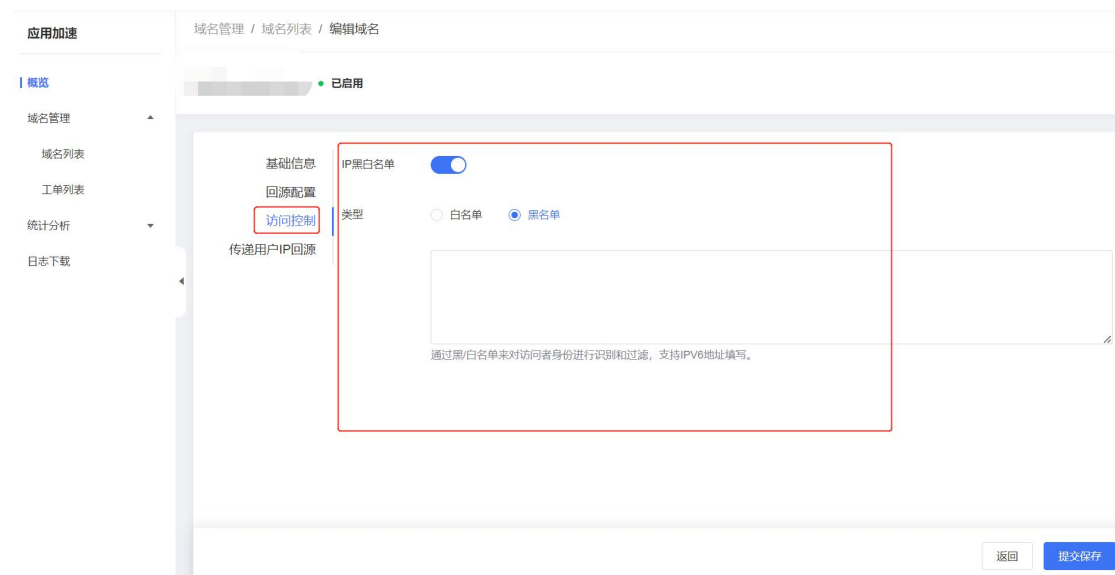 应用加速
概览
域名管理
域名列表
工单列表
统计分析
日志下载
域名管理 / 域名列表 / 编辑域名
已启用
基础信息
回源配置
访问控制
传递用户IP回源
IP黑白名单
类型
白名单 黑名单
通过黑/白名单来对访问者身份进行识别和过滤，支持IPV6地址填写。
返回 提交保存